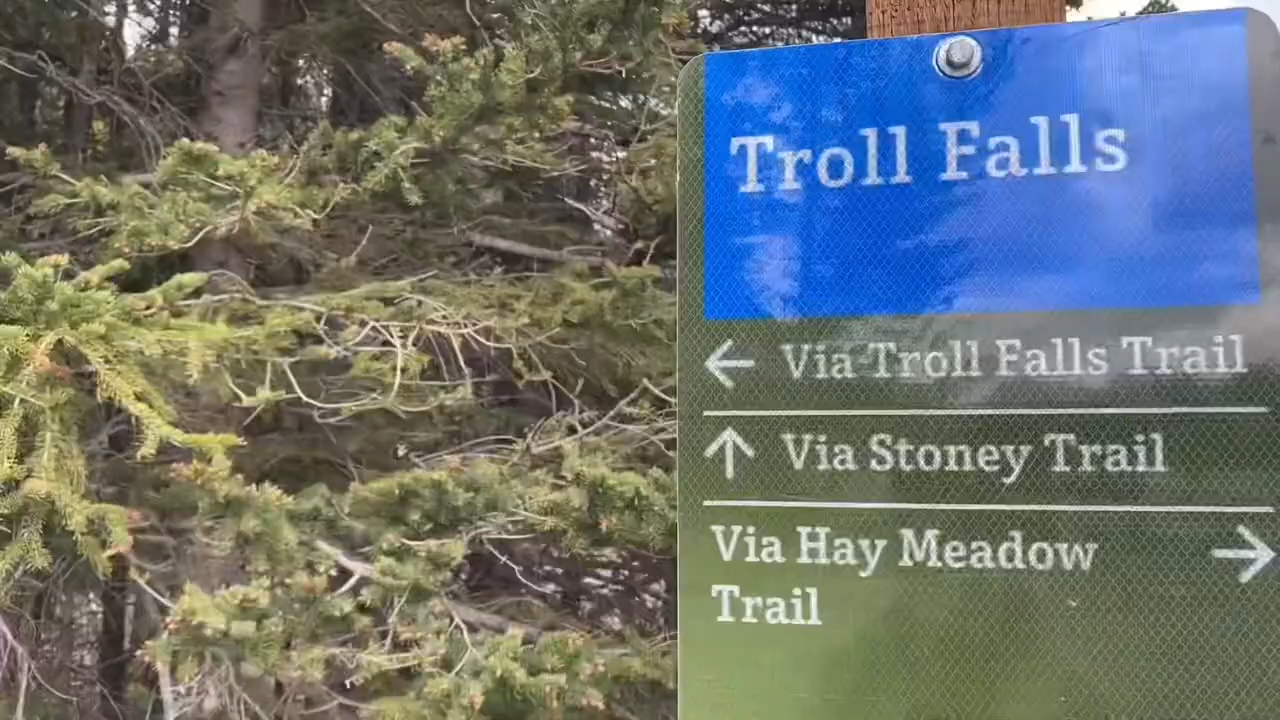 Troll Falls
← Via Troll Falls Trail
↑ Via Stoney Trail
Via Hay Meadow →
Trail